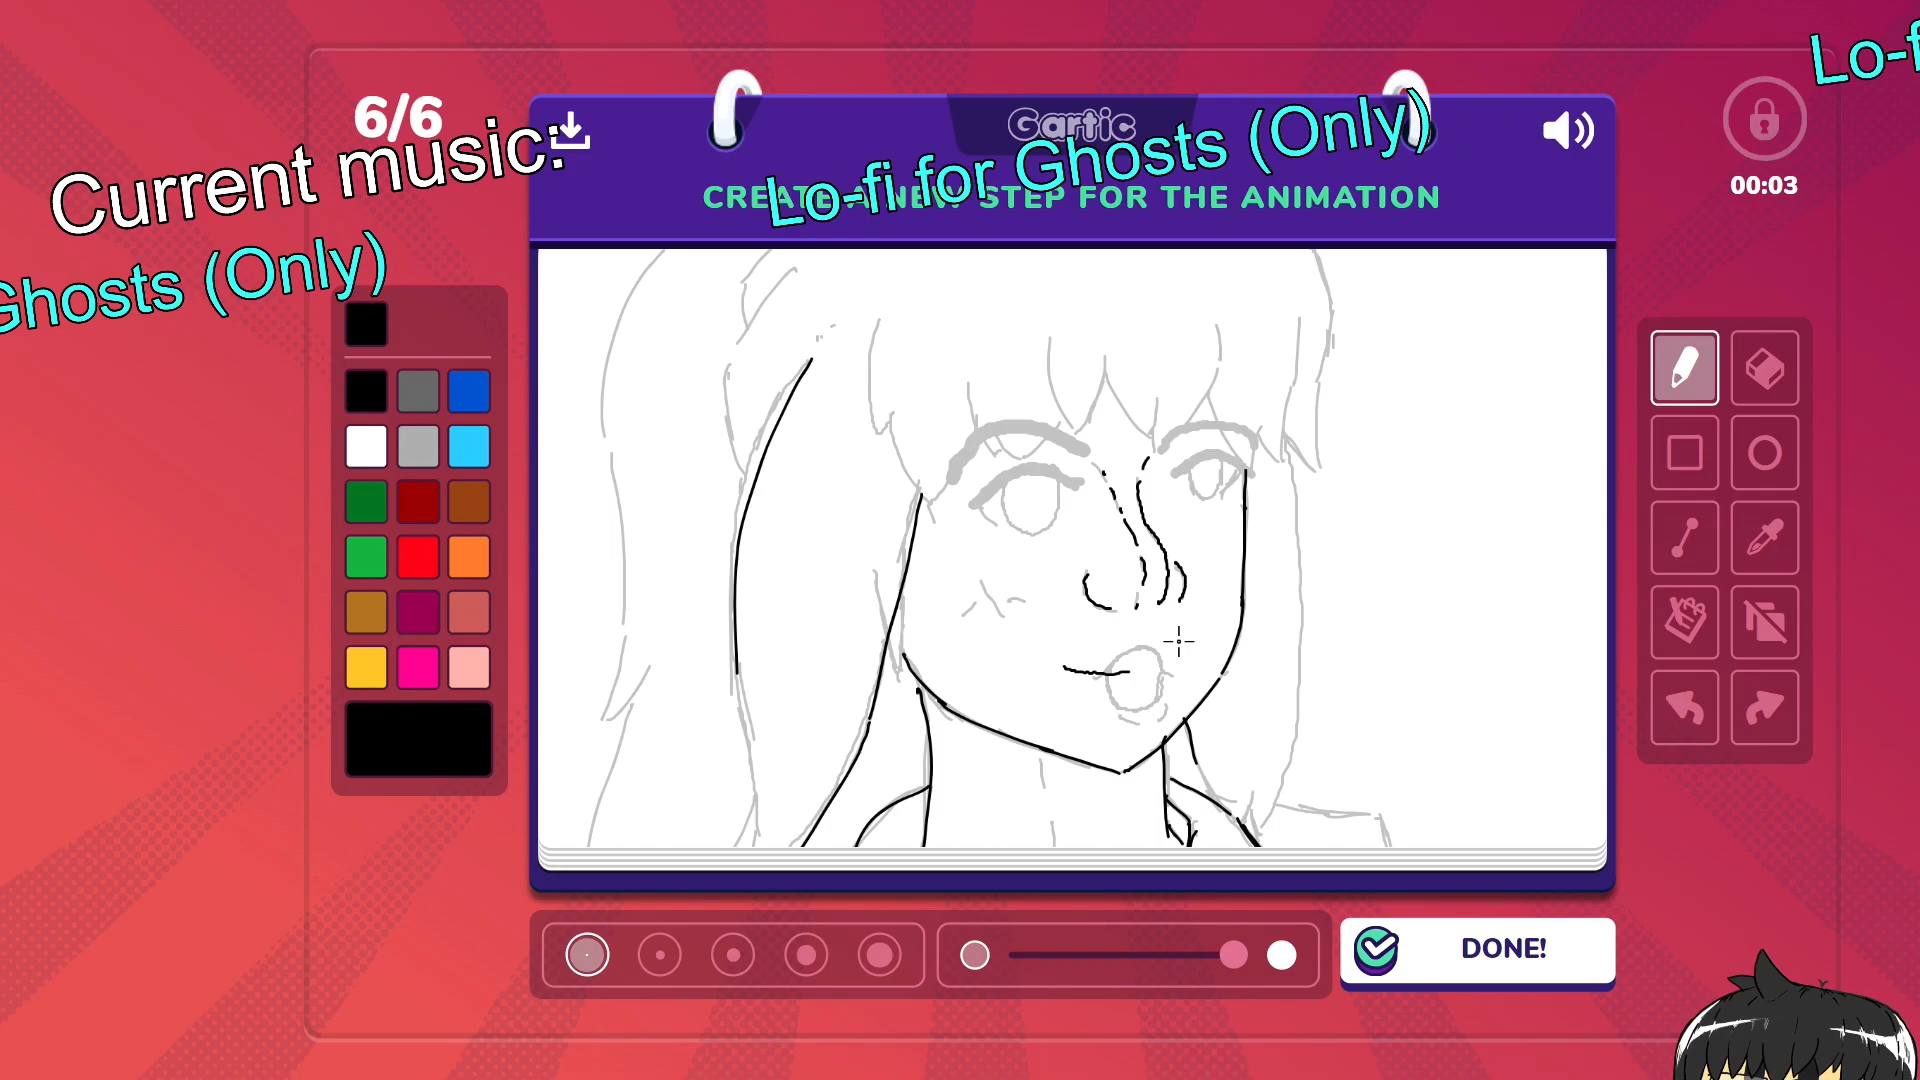 6/6
Current music:
Ghosts (Only)
Lo-fi for Ghosts (Only)
Lo-f
Gartic
CREATE A NEW STEP FOR THE ANIMATION
00:03
DONE!